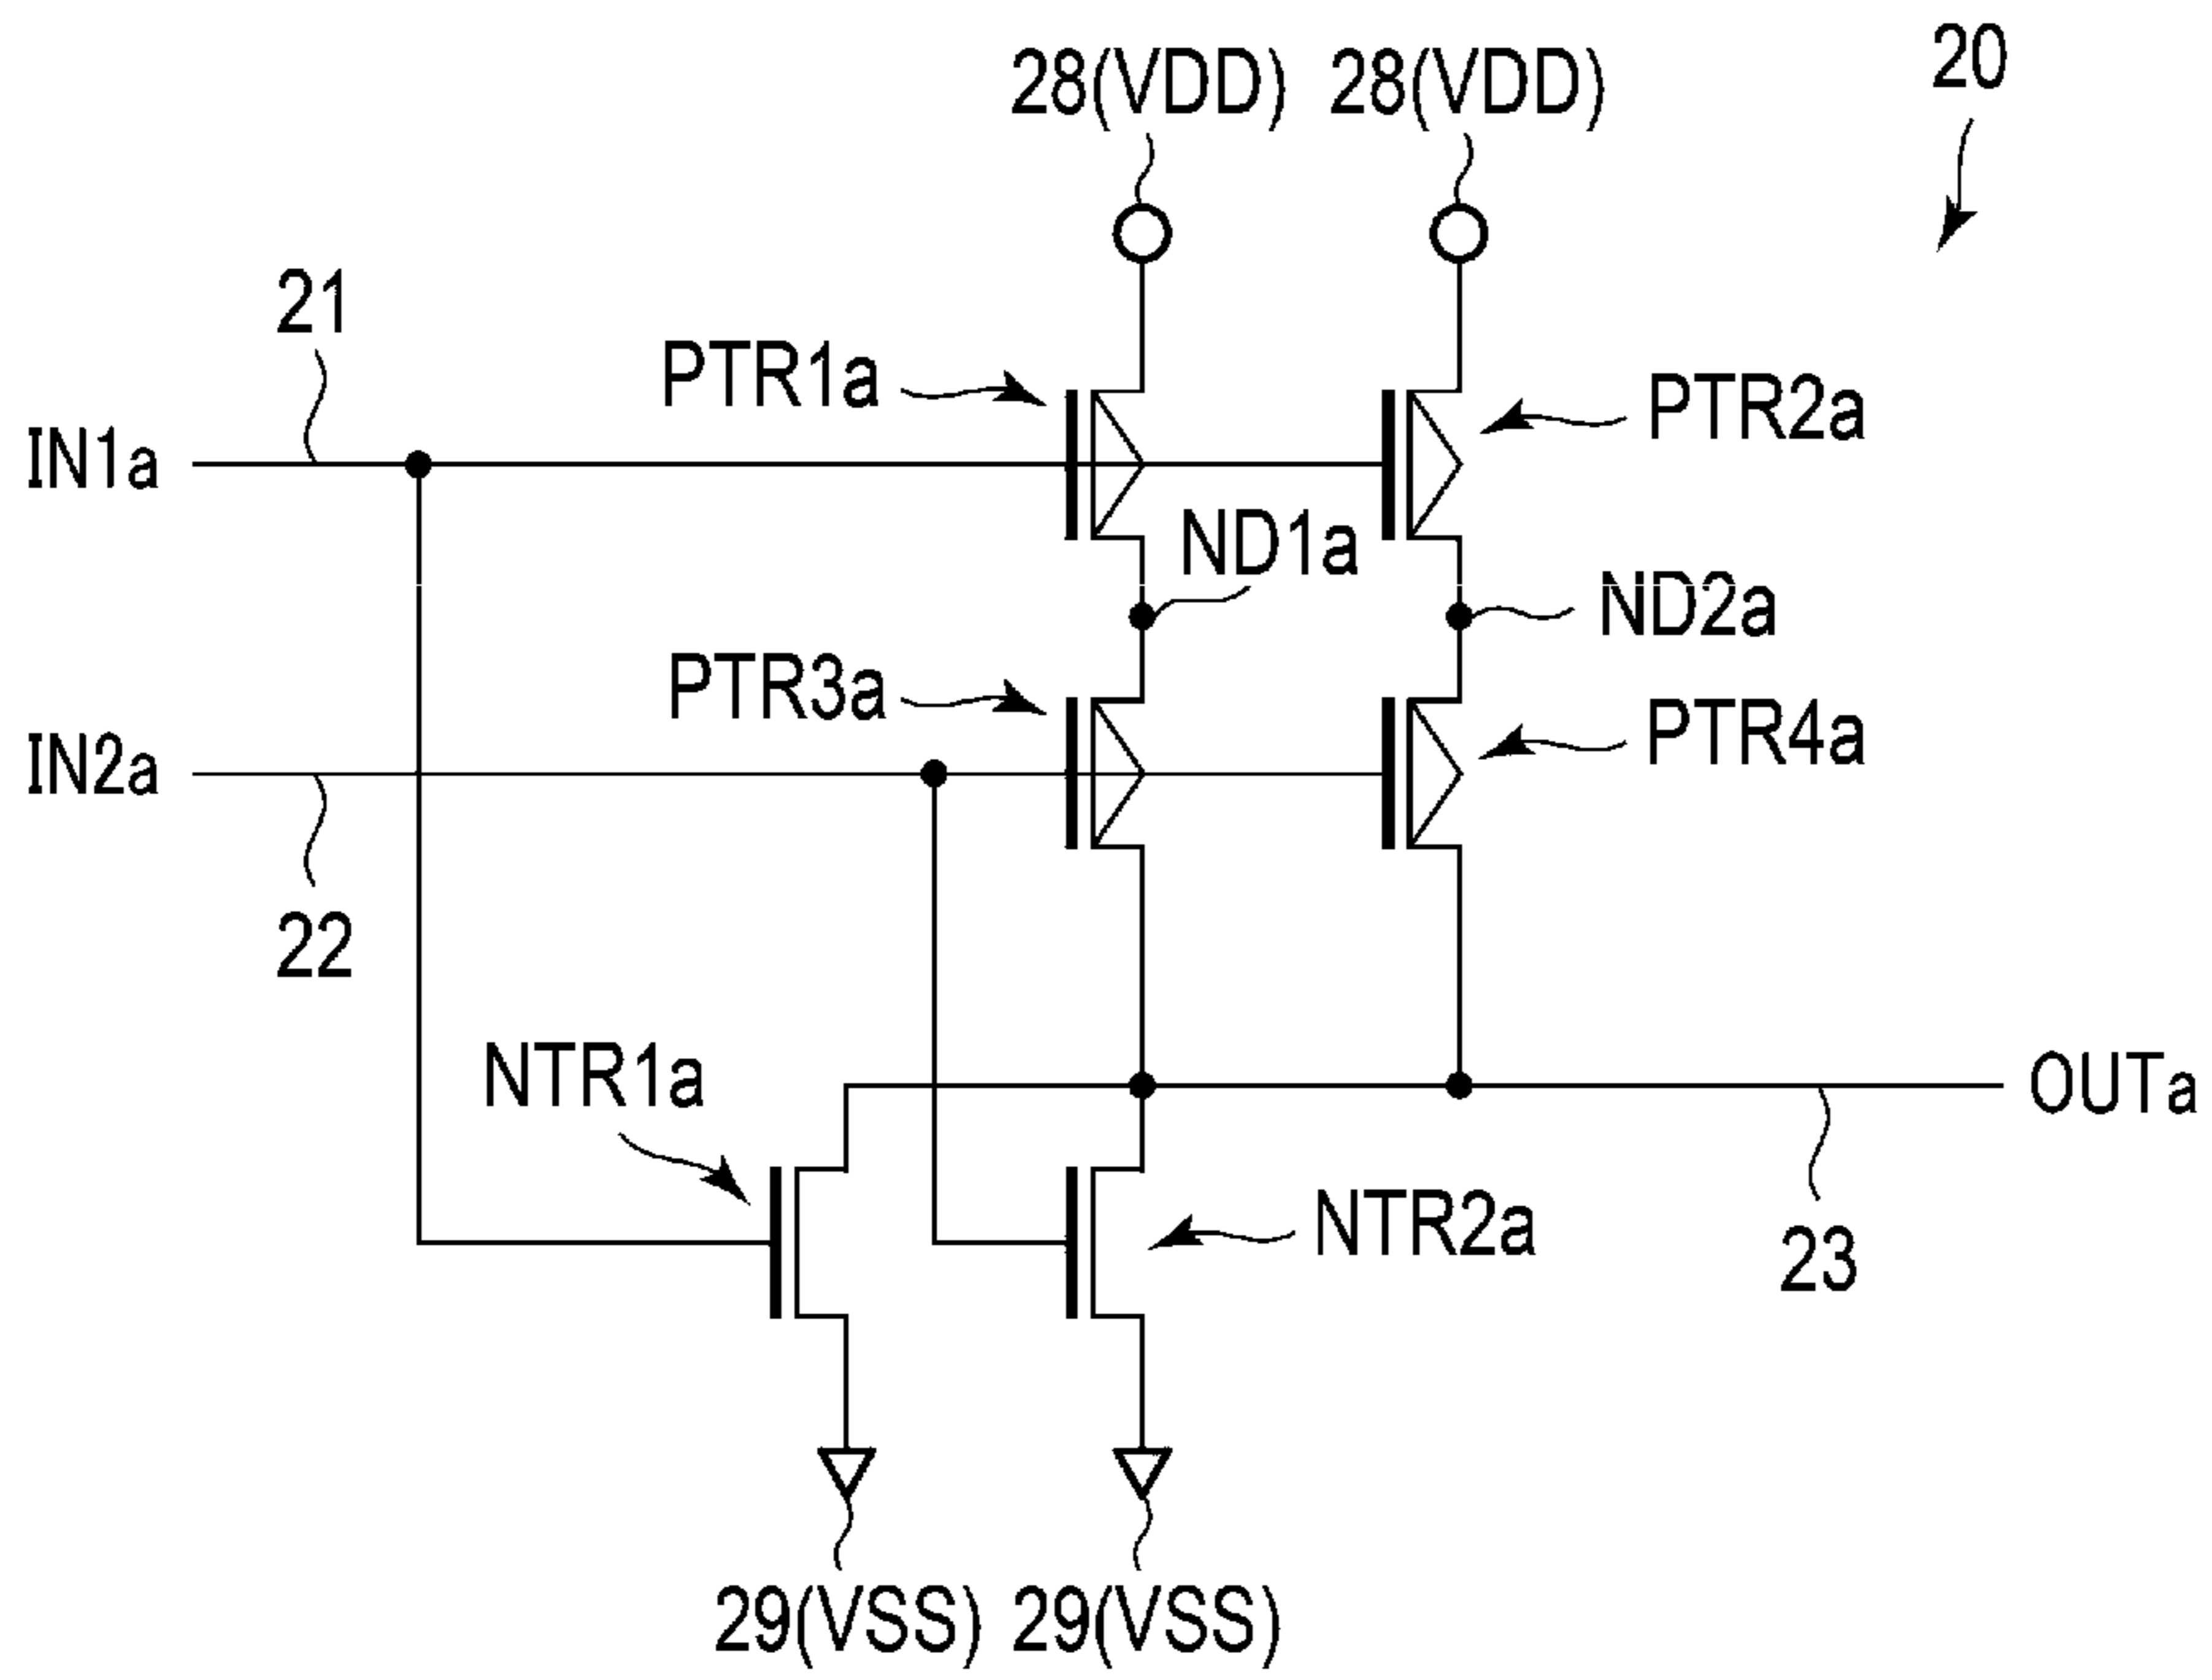 28(VDD) 28(VDD) 20
21
PTR1a
PTR2a
IN1a
ND1a
ND2a
PTR3a
PTR4a
IN2a
22
NTR1a
OUTa
NTR2a
23
29(VSS) 29(VSS)